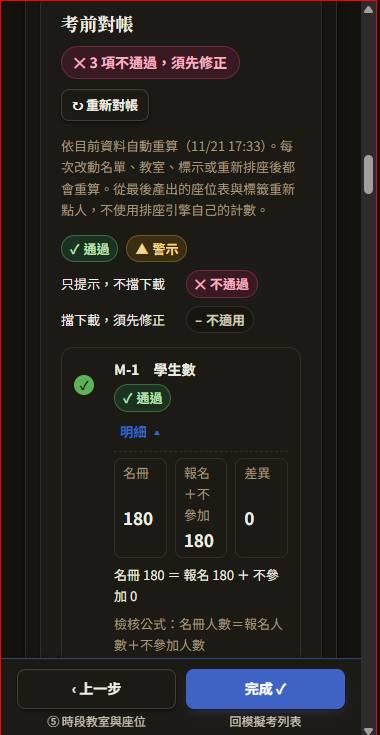 考前對帳
✕ 3 項不通過，須先修正
↻ 重新對帳
依目前資料自動重算（11/21 17:33）。每
次改動名單、教室、標示或重新排座後都
會重算。從最後產出的座位表與標籤重新
點人，不使用排座引擎自己的計數。
✓ 通過 ▲ 警示
只提示，不擋下載 ✕ 不通過
擋下載，須先修正 – 不適用
M-1 學生數
✓ 通過
明細 ▲
名冊 報名＋不參加 差異
180 180 0
名冊 180 ＝ 報名 180 ＋ 不參
加 0
檢核公式：名冊人數＝報名人
數＋不參加人數
‹ 上一步 完成 ✓
⑤ 時段教室與座位 回模擬考列表